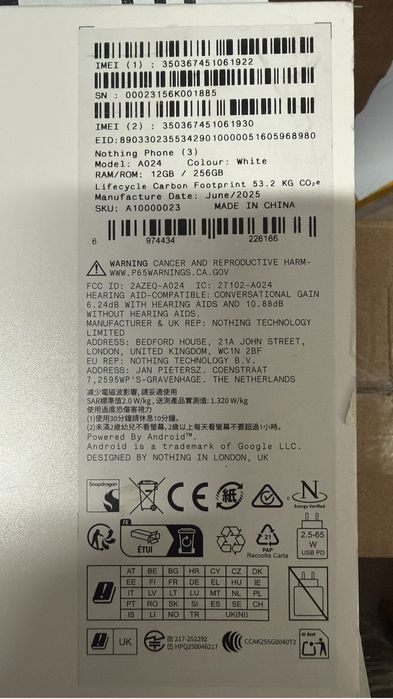 IMEI (1) : 350367451061922
SN : 00023156K001885
IMEI (2) : 350367451061930
EID:89033023553429010000051605968980
Nothing Phone (3)
Model: A024 Colour: White
RAM/ROM: 12GB / 256GB
Lifecycle Carbon Footprint 53.2 KG CO₂e
Manufacture Date: June/2025
SKU: A10000023 MADE IN CHINA
6 974434 226166
WARNING CANCER AND REPRODUCTIVE HARM-
WWW.P65WARNINGS.CA.GOV
FCC ID: 2AZEQ-A024 IC: 27102-A024
HEARING AID-COMPATIBLE: CONVERSATIONAL GAIN
6.24dB WITH HEARING AIDS AND 10.88dB
WITHOUT HEARING AIDS.
MANUFACTURER & UK REP: NOTHING TECHNOLOGY
LIMITED
ADDRESS: BEDFORD HOUSE, 21A JOHN STREET,
LONDON, UNITED KINGDOM, WC1N 2BF
EU REP: NOTHING TECHNOLOGY B.V.
ADDRESS: JAN PIETERSZ. COENSTRAAT
7,2595WP'S-GRAVENHAGE. THE NETHERLANDS
減少電磁波影響,請妥適使用
SAR標準值2.0 W/kg , 送測產品實測值: 1.320 W/kg
使用過度恐傷害視力
(1)使用30分鐘請休息10分鐘。
(2)未滿2歲幼兒不看螢幕,2歲以上每天看螢幕不要超過1小時。
Powered By Android™.
Android is a trademark of Google LLC.
DESIGNED BY NOTHING IN LONDON, UK
Snapdragon CE 紙 C N
Energy Verified
FR
ÉTUI
21
PAP
Raccolta Carta
2.5-65
W
USB PD
AT BE BG HR CY CZ DK
EE FI FR DE EL HU IE
IT LV LT LU MT NL PL
PT RO SK SI ES SE CH
IS LI NO TR UK(NI)
UK
217-252292
HPQ250046217
CCAK255G0040T2